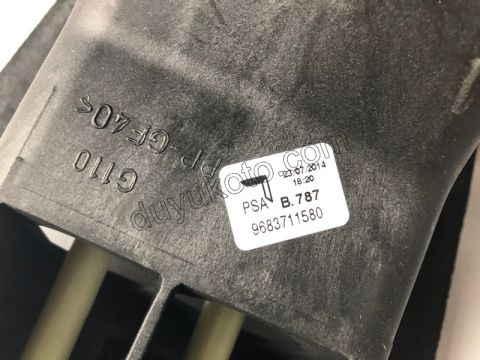 G110
>PP-GF40<
23.07.2014
18:20
PSA B.787
9683711580
duyukoto.com